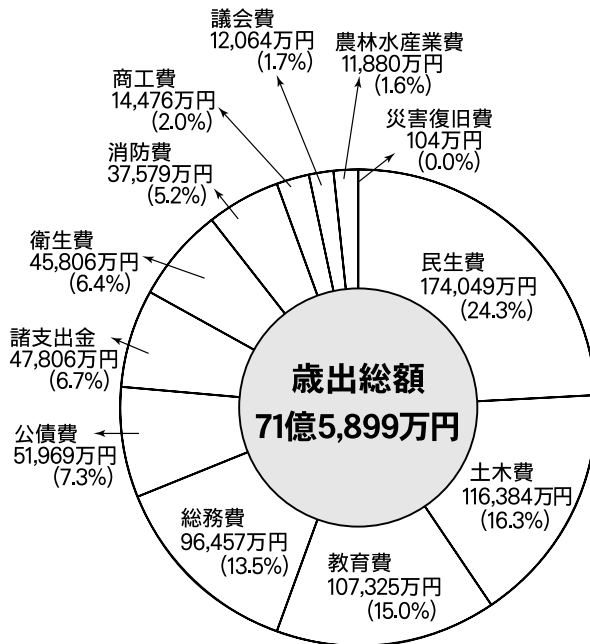 議会費
12,064万円
(1.7%)
農林水産業費
11,880万円
(1.6%)
商工費
14,476万円
(2.0%)
災害復旧費
104万円
(0.0%)
消防費
37,579万円
(5.2%)
衛生費
45,806万円
(6.4%)
民生費
174,049万円
(24.3%)
諸支出金
47,806万円
(6.7%)
歳出総額
71億5,899万円
公債費
51,969万円
(7.3%)
土木費
116,384万円
(16.3%)
総務費
96,457万円
(13.5%)
教育費
107,325万円
(15.0%)